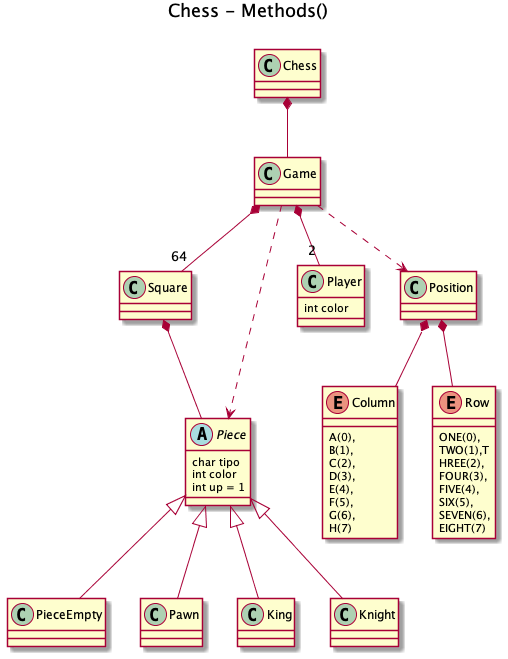 Chess - Methods()
C Chess
C Game
64
2
C Square
C Player
int color
C Position
A Piece
char tipo
int color
int up = 1
E Column
A(0),
B(1),
C(2),
D(3),
E(4),
F(5),
G(6),
H(7)
E Row
ONE(0),
TWO(1),T
HREE(2),
FOUR(3),
FIVE(4),
SIX(5),
SEVEN(6),
EIGHT(7)
C PieceEmpty
C Pawn
C King
C Knight